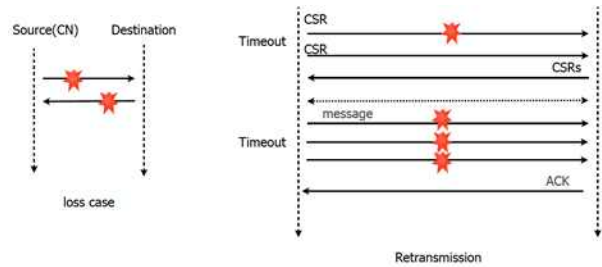 Source(CN) Destination
loss case
CSR
Timeout
CSR
CSRs
message
Timeout
ACK
Retransmission